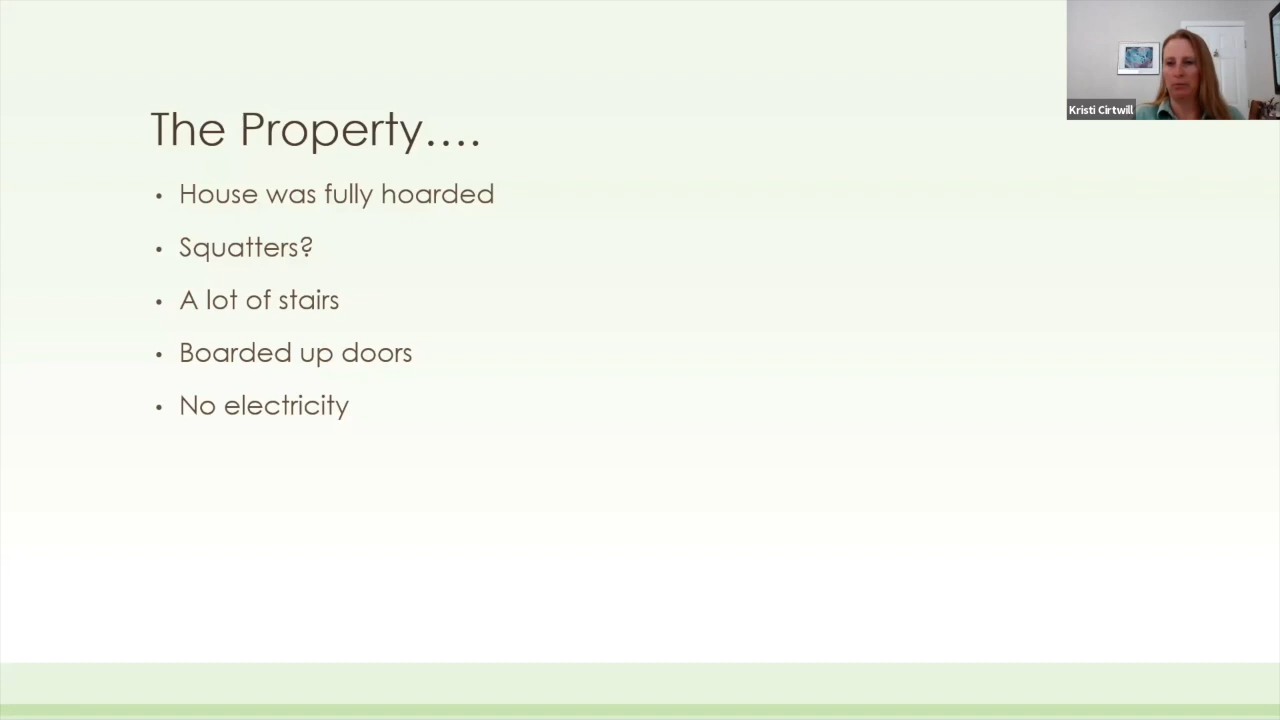 The Property….
• House was fully hoarded
• Squatters?
• A lot of stairs
• Boarded up doors
• No electricity
Kristi Cirtwill